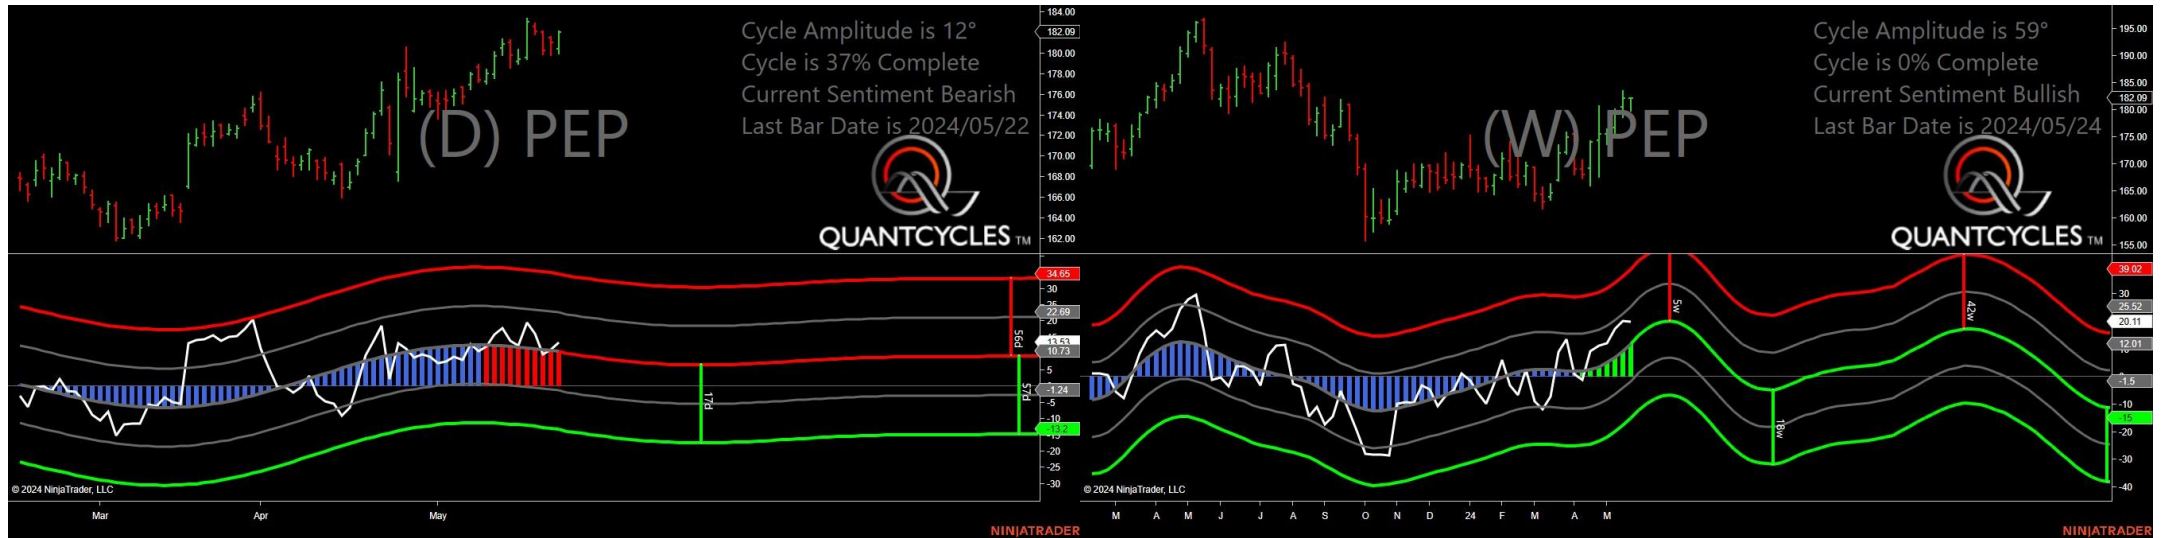 Cycle Amplitude is 12°
Cycle is 37% Complete
Current Sentiment Bearish
Last Bar Date is 2024/05/22
(D) PEP
QUANTCYCLES TM
184.00
182.09
180.00
178.00
176.00
174.00
172.00
170.00
168.00
166.00
164.00
162.00
34.65
30
25
22.69
20
15
13.53
10.73
5
-1.24
-5
-10
-13.2
-15
-20
-25
-30
17d
56d
57d
© 2024 NinjaTrader, LLC
Mar Apr May
NINJATRADER
Cycle Amplitude is 59°
Cycle is 0% Complete
Current Sentiment Bullish
Last Bar Date is 2024/05/24
(W) PEP
QUANTCYCLES TM
195.00
190.00
185.00
182.09
180.00
175.00
170.00
165.00
160.00
155.00
39.02
30
25.52
20.11
12.01
-1.5
-10
-15
-30
-40
5w
18w
42w
© 2024 NinjaTrader, LLC
M A M J J A S O N D 24 F M A M
NINJATRADER